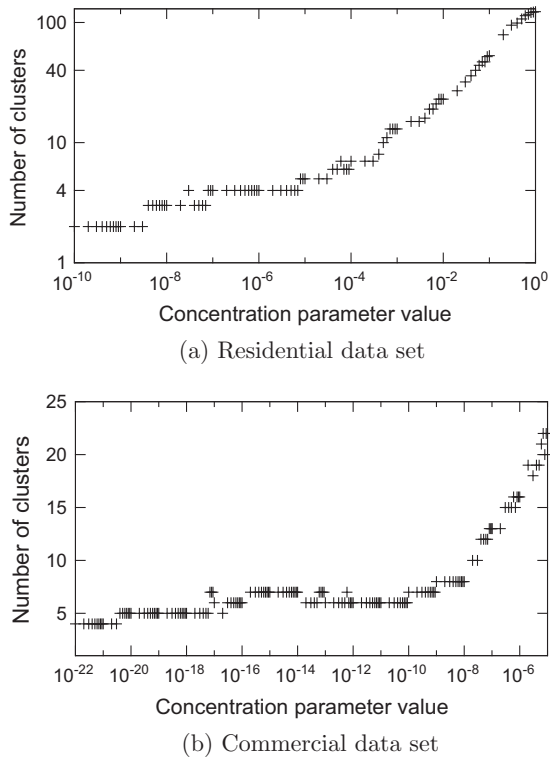 Number of clusters
100
40
10
4
1
10^-10 10^-8 10^-6 10^-4 10^-2 10^0
Concentration parameter value
(a) Residential data set
Number of clusters
25
20
15
10
5
10^-22 10^-20 10^-18 10^-16 10^-14 10^-12 10^-10 10^-8 10^-6
Concentration parameter value
(b) Commercial data set